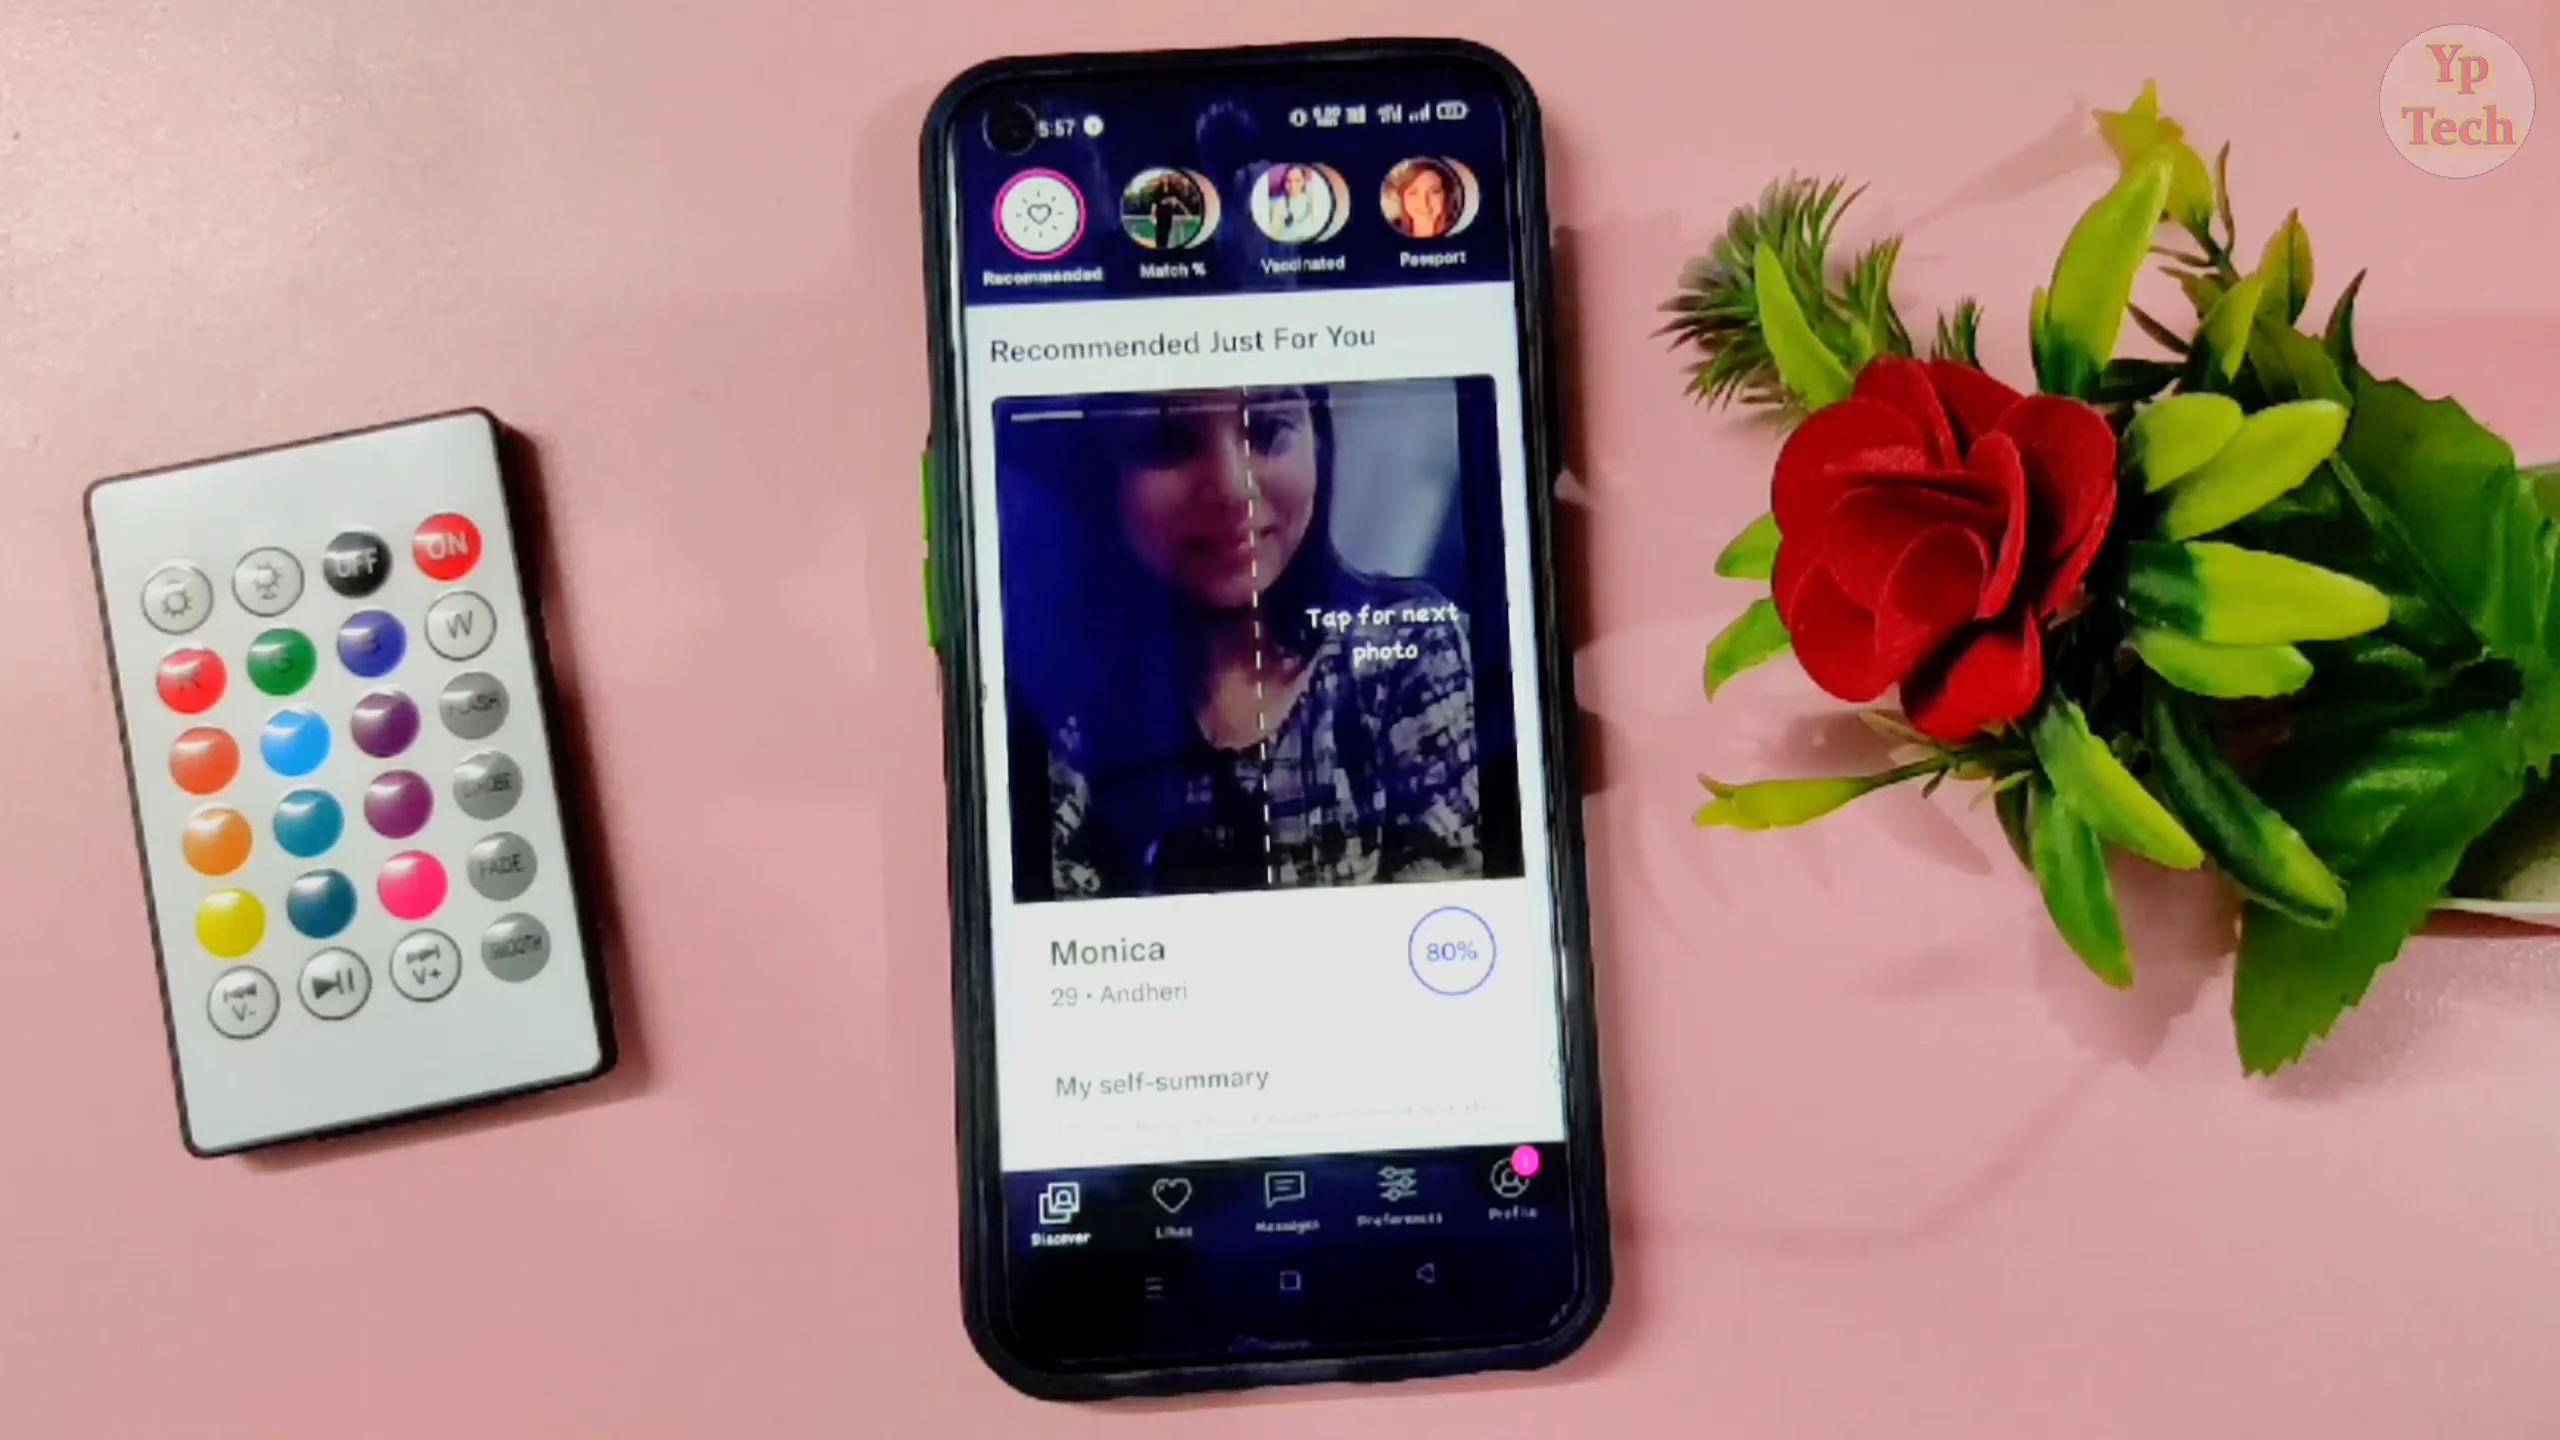 Yp
Tech
5:57
Recommended
Match %
Vaccinated
Passport
Recommended Just For You
Tap for next
photo
Monica
80%
29 • Andheri
My self-summary
Discover
Likes
Messages
Preferences
Profile
OFF
ON
R
G
W
FLASH
FADE
SMOOTH
V-
V+